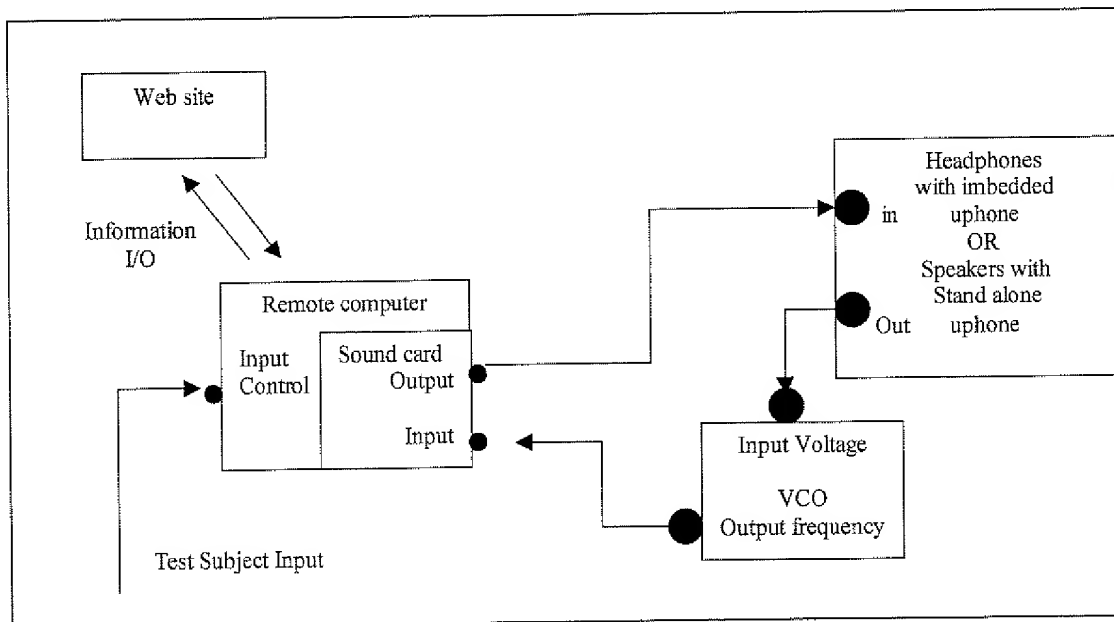 Web site
Information
I/O
Remote computer
Input
Control
Sound card
Output
Input
Test Subject Input
Headphones
with imbedded
uphone
OR
Speakers with
Stand alone
uphone
in
Out
Input Voltage
VCO
Output frequency